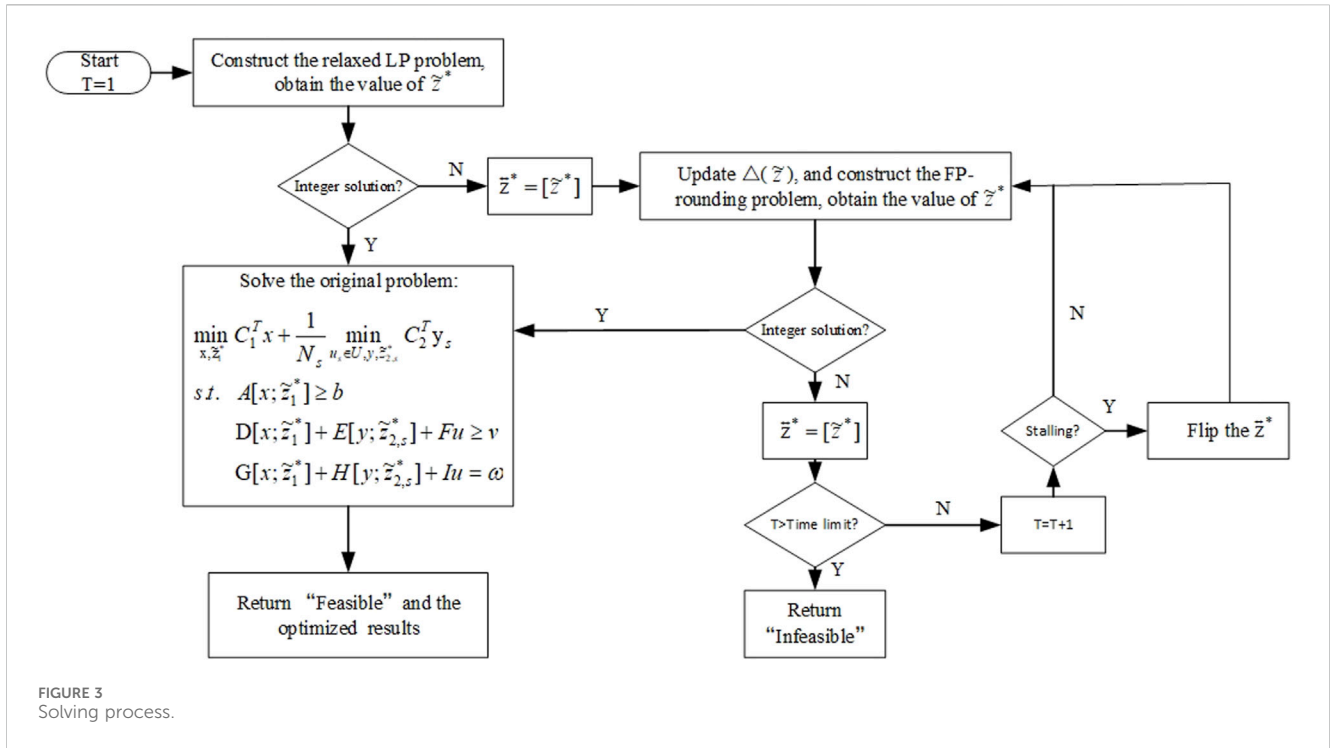 Start
T=1
Construct the relaxed LP problem,
obtain the value of z̃*
Integer solution?
N
z̄* = [z̃*]
Update △(z̃), and construct the FP-
rounding problem, obtain the value of z̃*
Y
Solve the original problem:
min_{x,z̃₁*} C₁ᵀx + 1/Nₛ min_{uₛ∈U,y,z̃*₂,ₛ} C₂ᵀyₛ
s t. A[x; z̃₁*] ≥ b
D[x; z̃₁*] + E[y; z̃*₂,ₛ] + Fu ≥ v
G[x; z̃₁*] + H[y; z̃*₂,ₛ] + Iu = ω
Return “Feasible” and the
optimized results
Y
Integer solution?
N
z̄* = [z̃*]
T>Time limit?
Y
Return
“Infeasible”
N
T=T+1
Stalling?
N
Y
Flip the z̄*
FIGURE 3
Solving process.